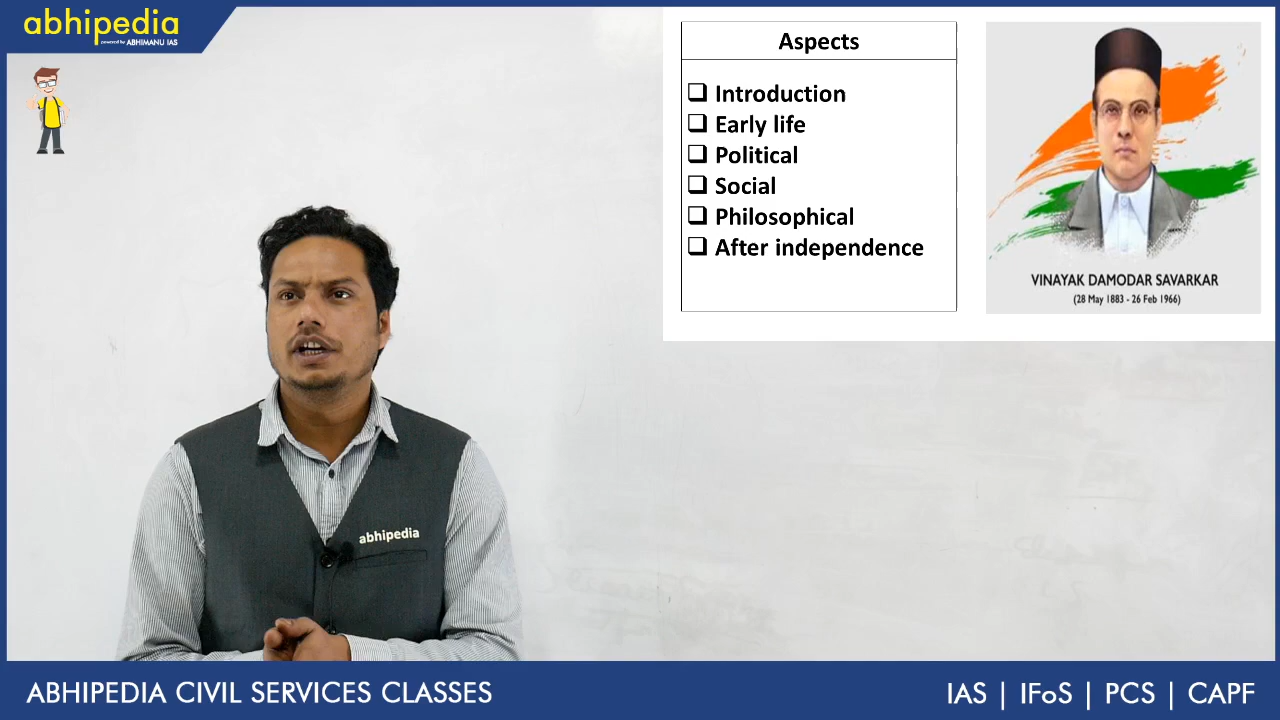 abhipedia
powered by ABHIMANU IAS
Aspects
Introduction
Early life
Political
Social
Philosophical
After independence
VINAYAK DAMODAR SAVARKAR
(28 May 1883 - 26 Feb 1966)
abhipedia
ABHIPEDIA CIVIL SERVICES CLASSES
IAS | IFoS | PCS | CAPF